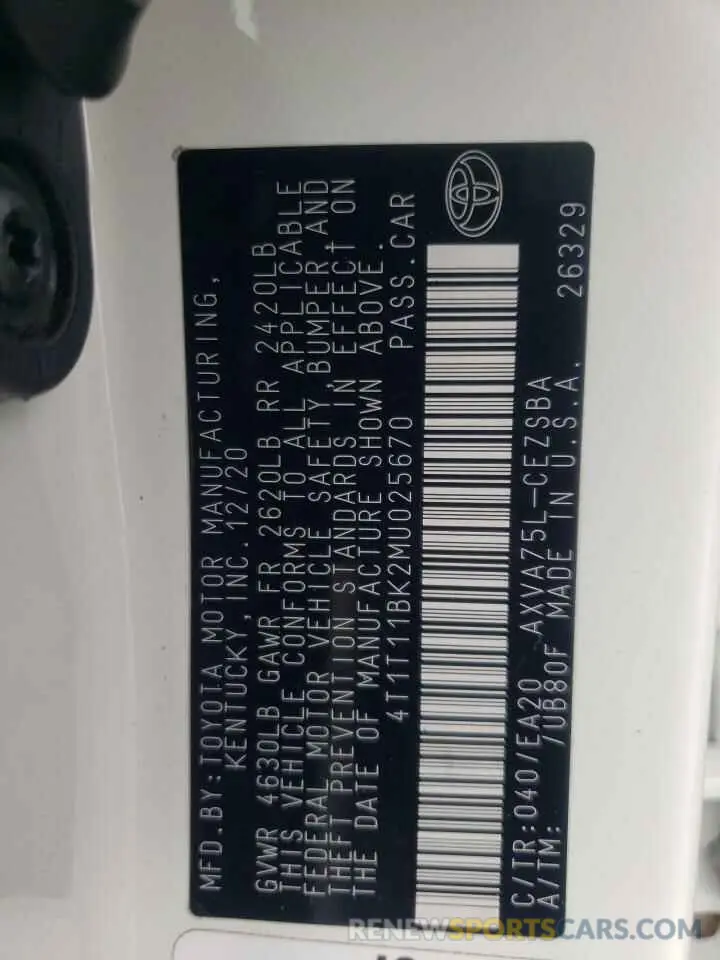 MFD.BY:TOYOTA MOTOR MANUFACTURING,
KENTUCKY, INC.12/20
GVWR 4630LB GAWR FR 2620LB RR 2420LB
THIS VEHICLE CONFORMS TO ALL APPLICABLE
FEDERAL MOTOR VEHICLE SAFETY,BUMPER,AND
THEFT PREVENTION STANDARDS IN EFFECT ON
THE DATE OF MANUFACTURE SHOWN ABOVE.
4T1T11BK2MU025670 PASS.CAR
C/TR:040/EA20 AXVA75L-CEZSBA
A/TM: /UB80F MADE IN U.S.A. 26329
RENEWSPORTSCARS.COM